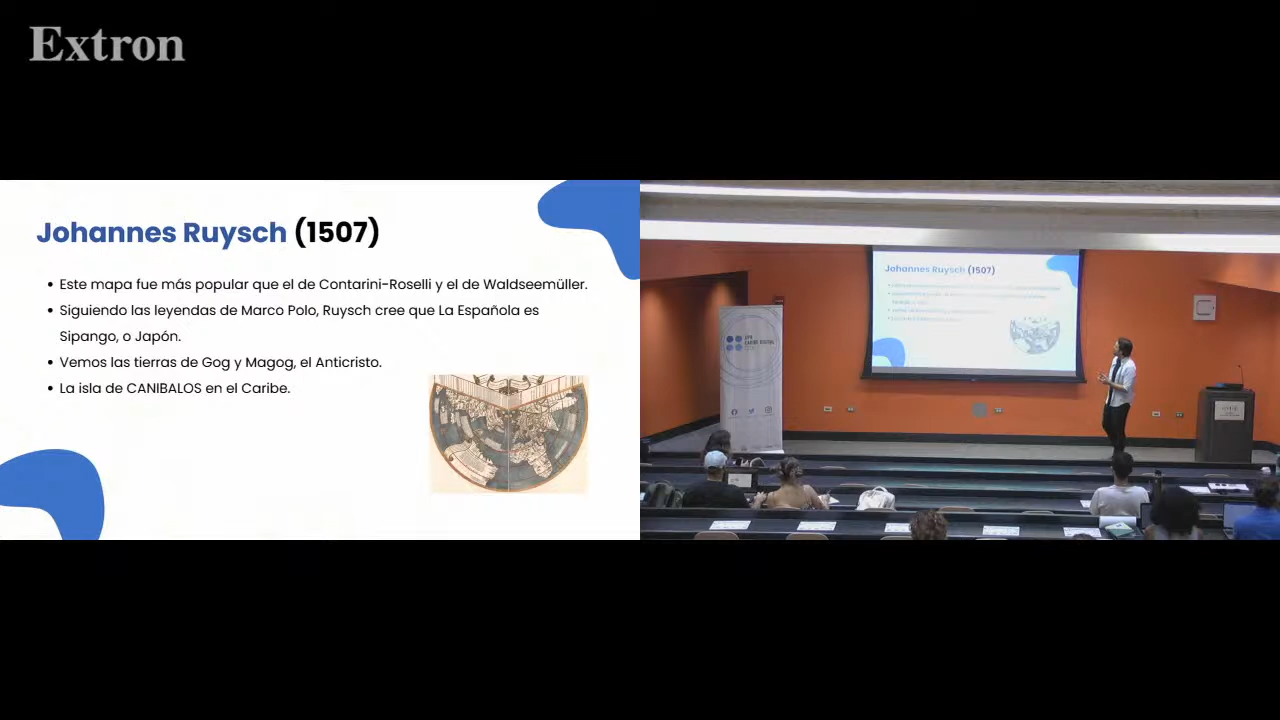 Extron
Johannes Ruysch (1507)
• Este mapa fue más popular que el de Contarini-Roselli y el de Waldseemüller.
• Siguiendo las leyendas de Marco Polo, Ruysch cree que La Española es
Sipango, o Japón.
• Vemos las tierras de Gog y Magog, el Anticristo.
• La isla de CANIBALOS en el Caribe.
Johannes Ruysch (1507)
CARIBE DIGITAL